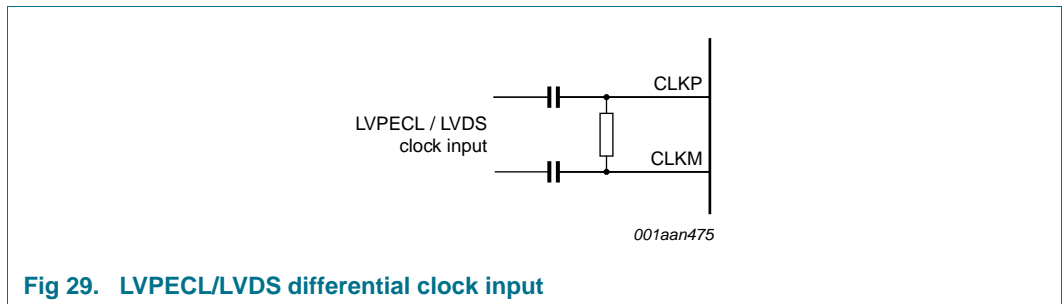 CLKP
LVPECL / LVDS
clock input
CLKM
001aan475
Fig 29. LVPECL/LVDS differential clock input